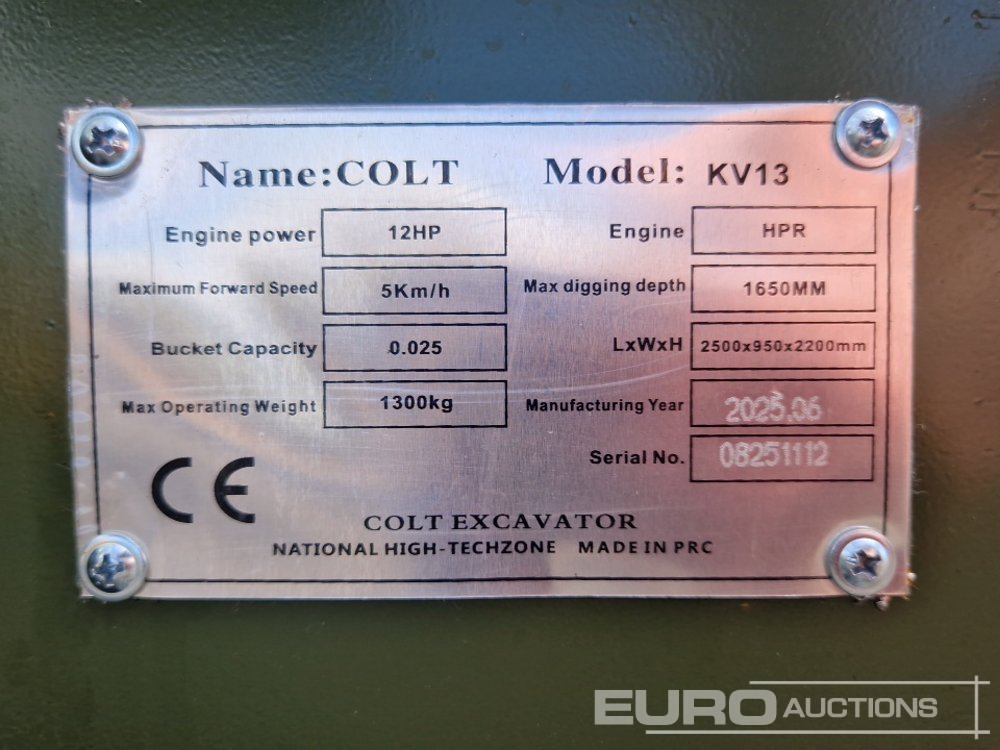 Name:COLT Model: KV13
Engine power 12HP Engine HPR
Maximum Forward Speed 5Km/h Max digging depth 1650MM
Bucket Capacity 0.025 LxWxH 2500x950x2200mm
Max Operating Weight 1300kg Manufacturing Year 2025.06
Serial No. 08251112
CE
COLT EXCAVATOR
NATIONAL HIGH-TECHZONE MADE IN PRC
EURO AUCTIONS